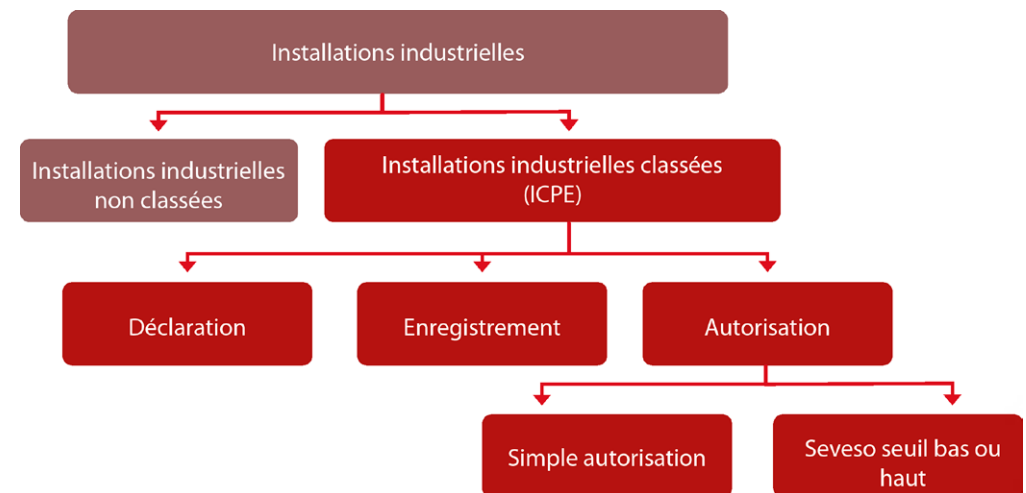 Installations industrielles
Installations industrielles
non classées
Installations industrielles classées
(ICPE)
Déclaration
Enregistrement
Autorisation
Simple autorisation
Seveso seuil bas ou
haut